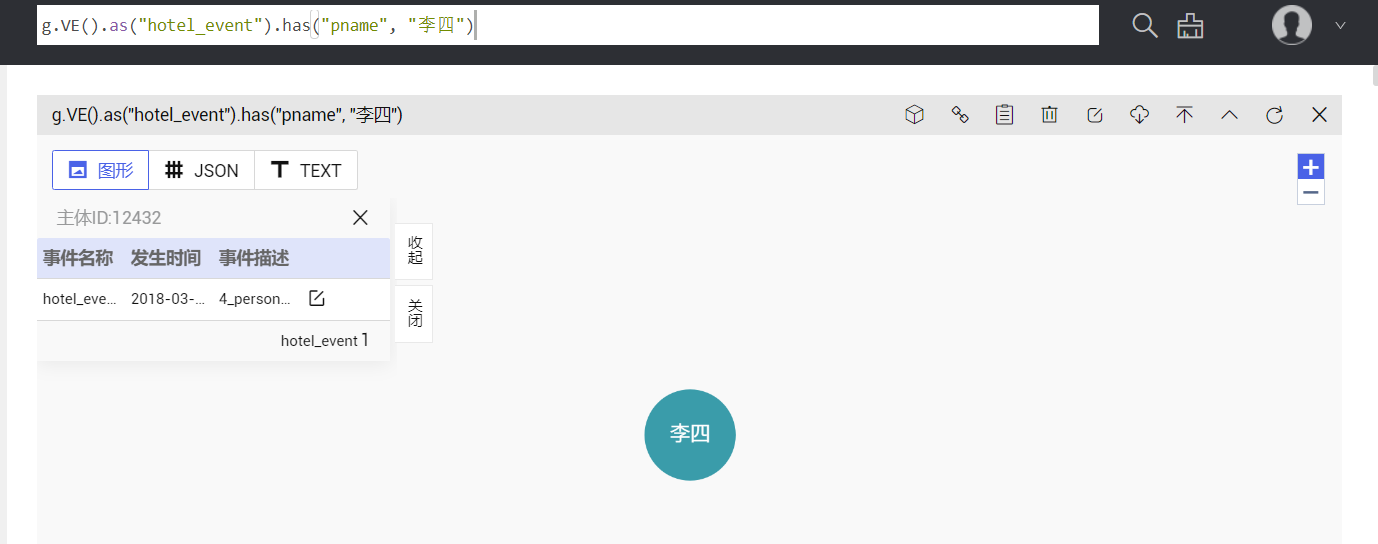 g.VE().as("hotel_event").has("pname", "李四")
g.VE().as("hotel_event").has("pname", "李四")
图形 JSON TEXT
主体ID:12432
事件名称 发生时间 事件描述
hotel_eve... 2018-03-... 4_person...
hotel_event 1
收起
关闭
李四